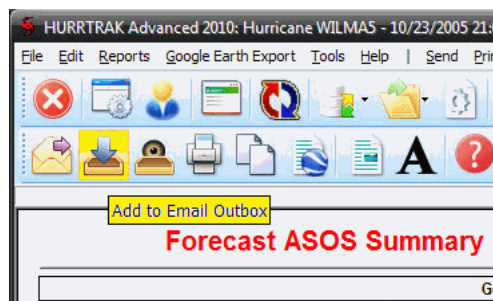 HURRTRAK Advanced 2010: Hurricane WILMA5 - 10/23/2005 21:
File Edit Reports Google Earth Export Tools Help | Send Prin
A ?
Add to Email Outbox
Forecast ASOS Summary